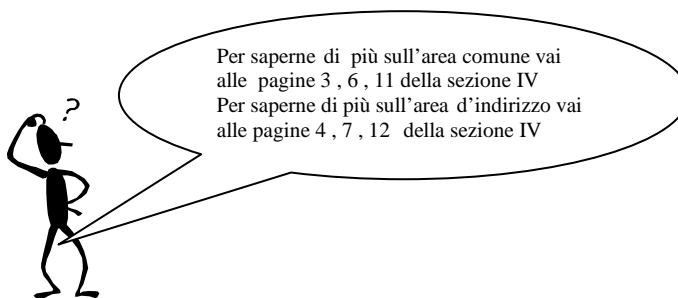 ?
Per saperne di più sull'area comune vai
alle pagine 3 , 6 , 11 della sezione IV
Per saperne di più sull'area d'indirizzo vai
alle pagine 4 , 7 , 12 della sezione IV